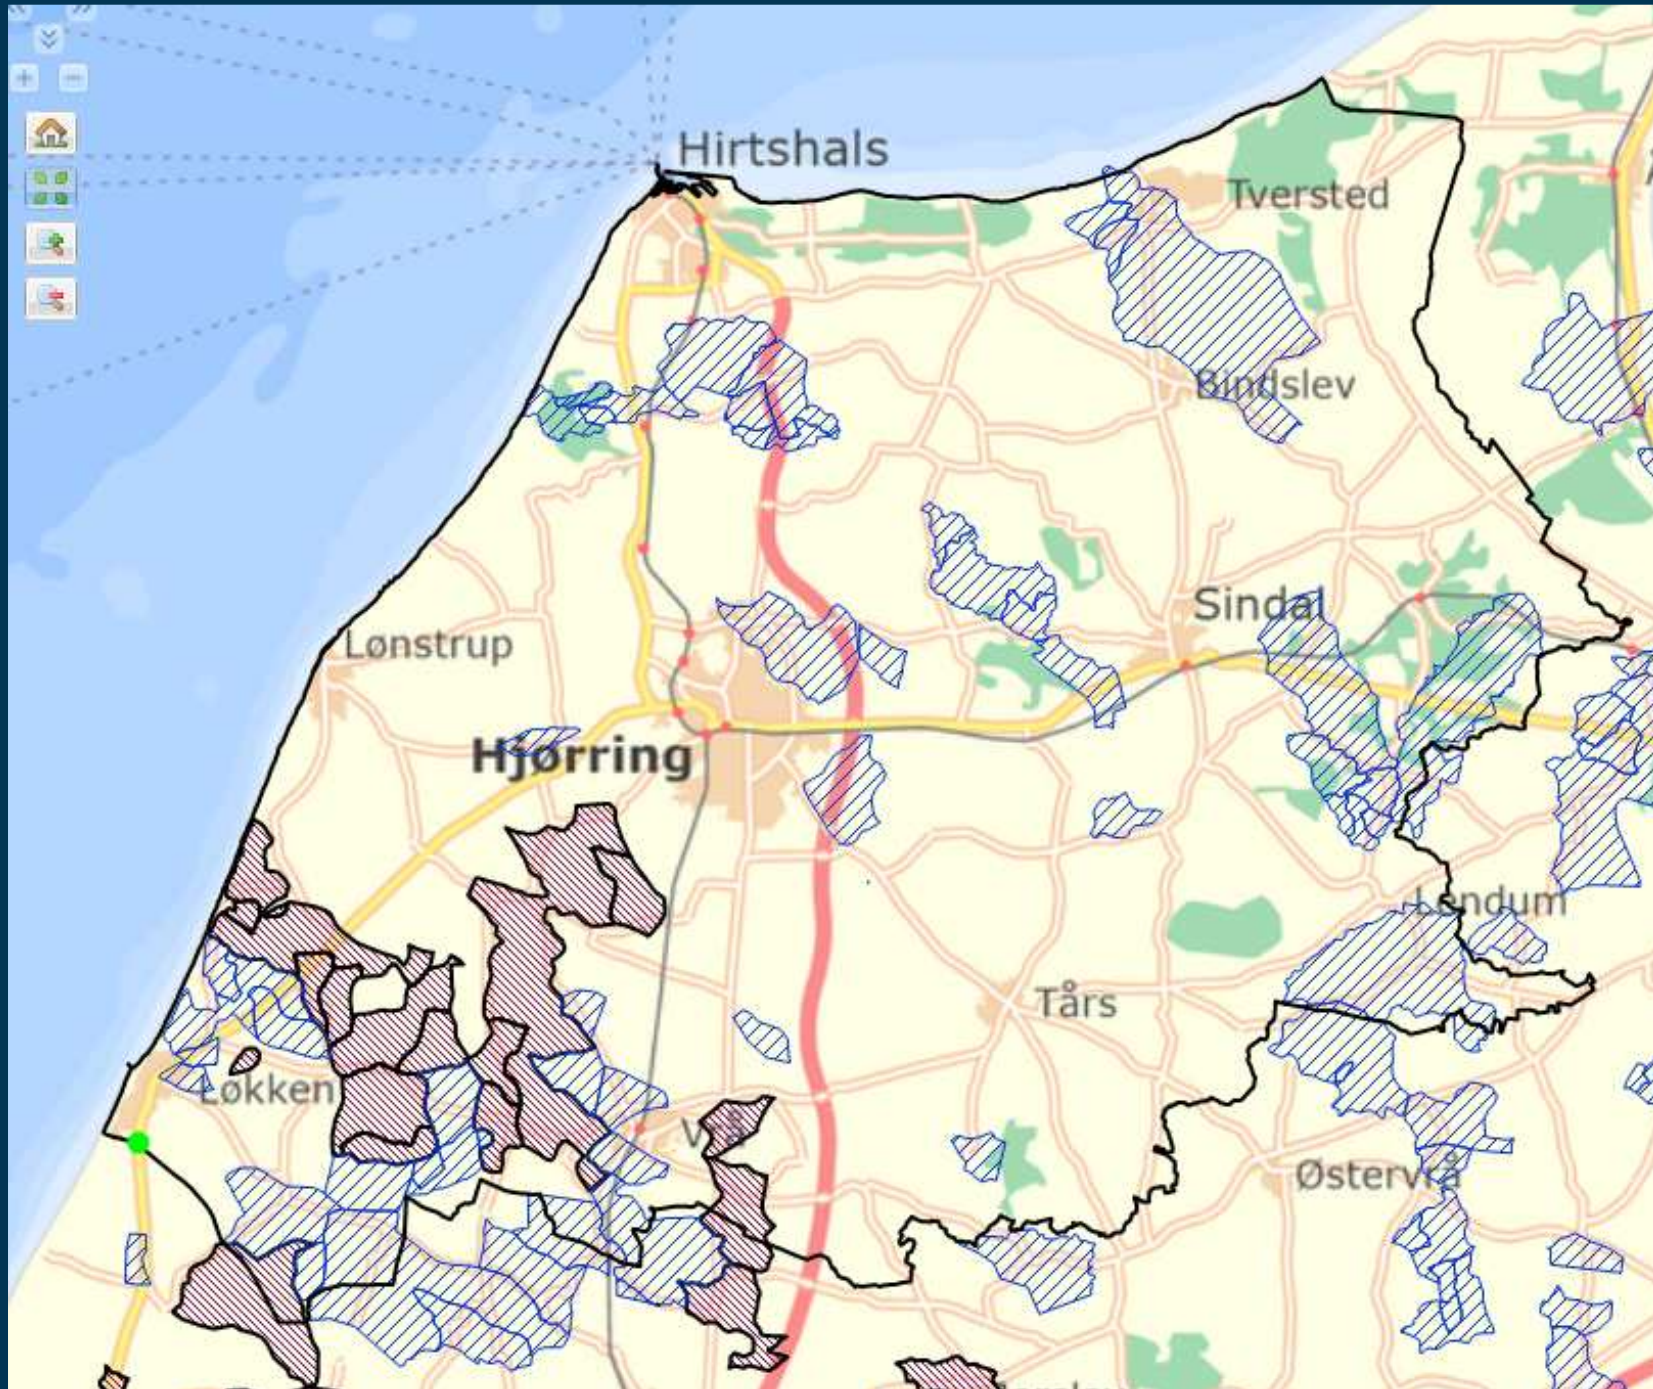 Hirtshals
Tversted
Bindslev
Sindal
Lønstrup
Hjørring
Lendum
Tårs
Løkken
Vrå
Østervrå